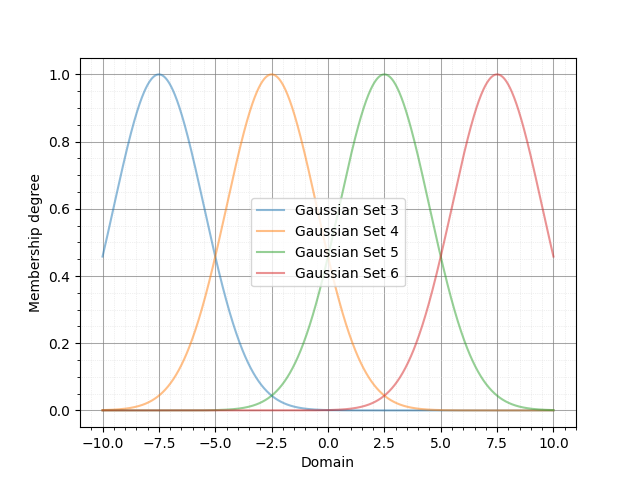 1.0
0.8
0.6
0.4
0.2
0.0
Membership degree
Gaussian Set 3
Gaussian Set 4
Gaussian Set 5
Gaussian Set 6
−10.0 −7.5 −5.0 −2.5 0.0 2.5 5.0 7.5 10.0
Domain